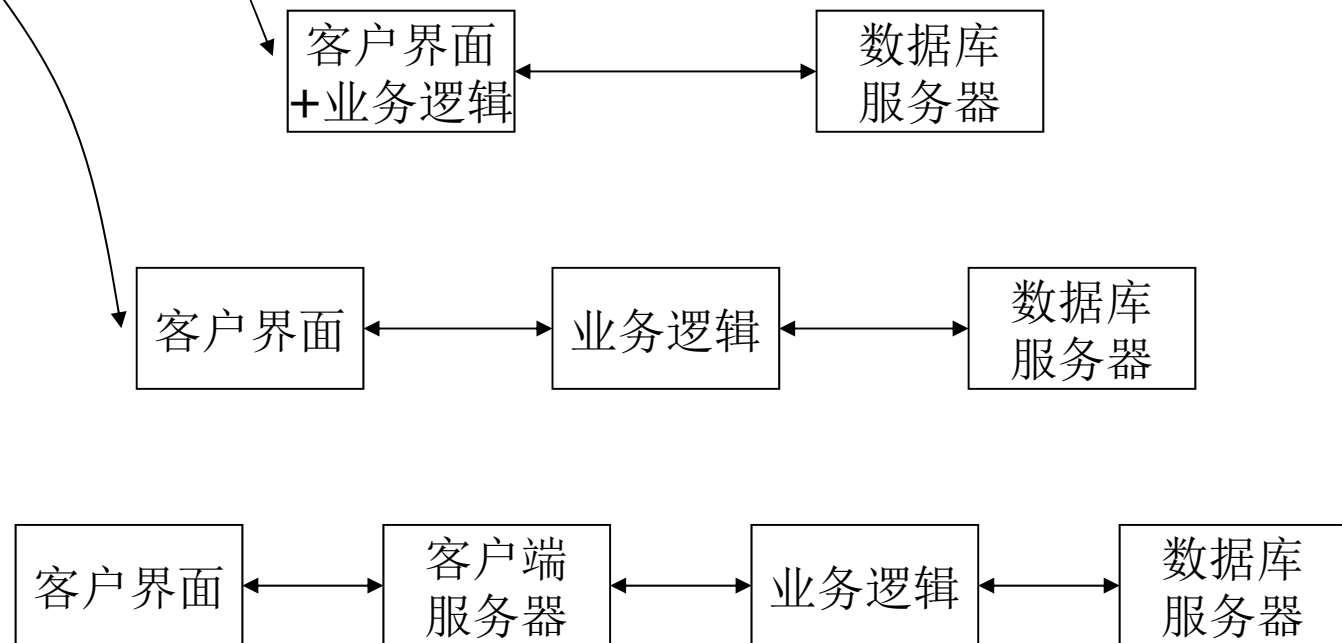 客户界面
+业务逻辑
数据库
服务器
客户界面
业务逻辑
数据库
服务器
客户界面
客户端
服务器
业务逻辑
数据库
服务器